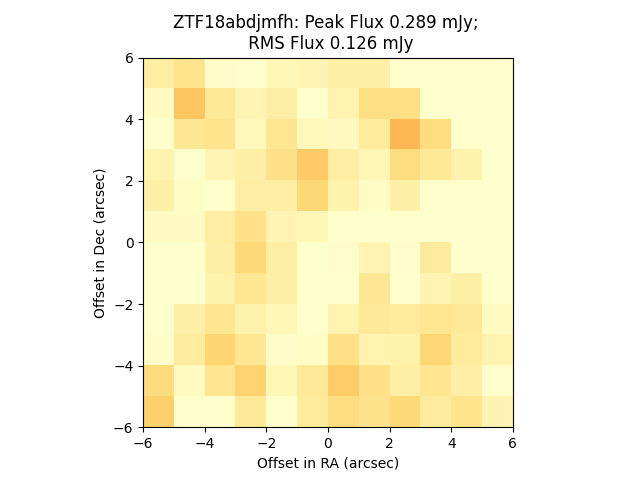 ZTF18abdjmfh: Peak Flux 0.289 mJy;
RMS Flux 0.126 mJy
6
4
2
0
−2
−4
−6
Offset in Dec (arcsec)
−6 −4 −2 0 2 4 6
Offset in RA (arcsec)